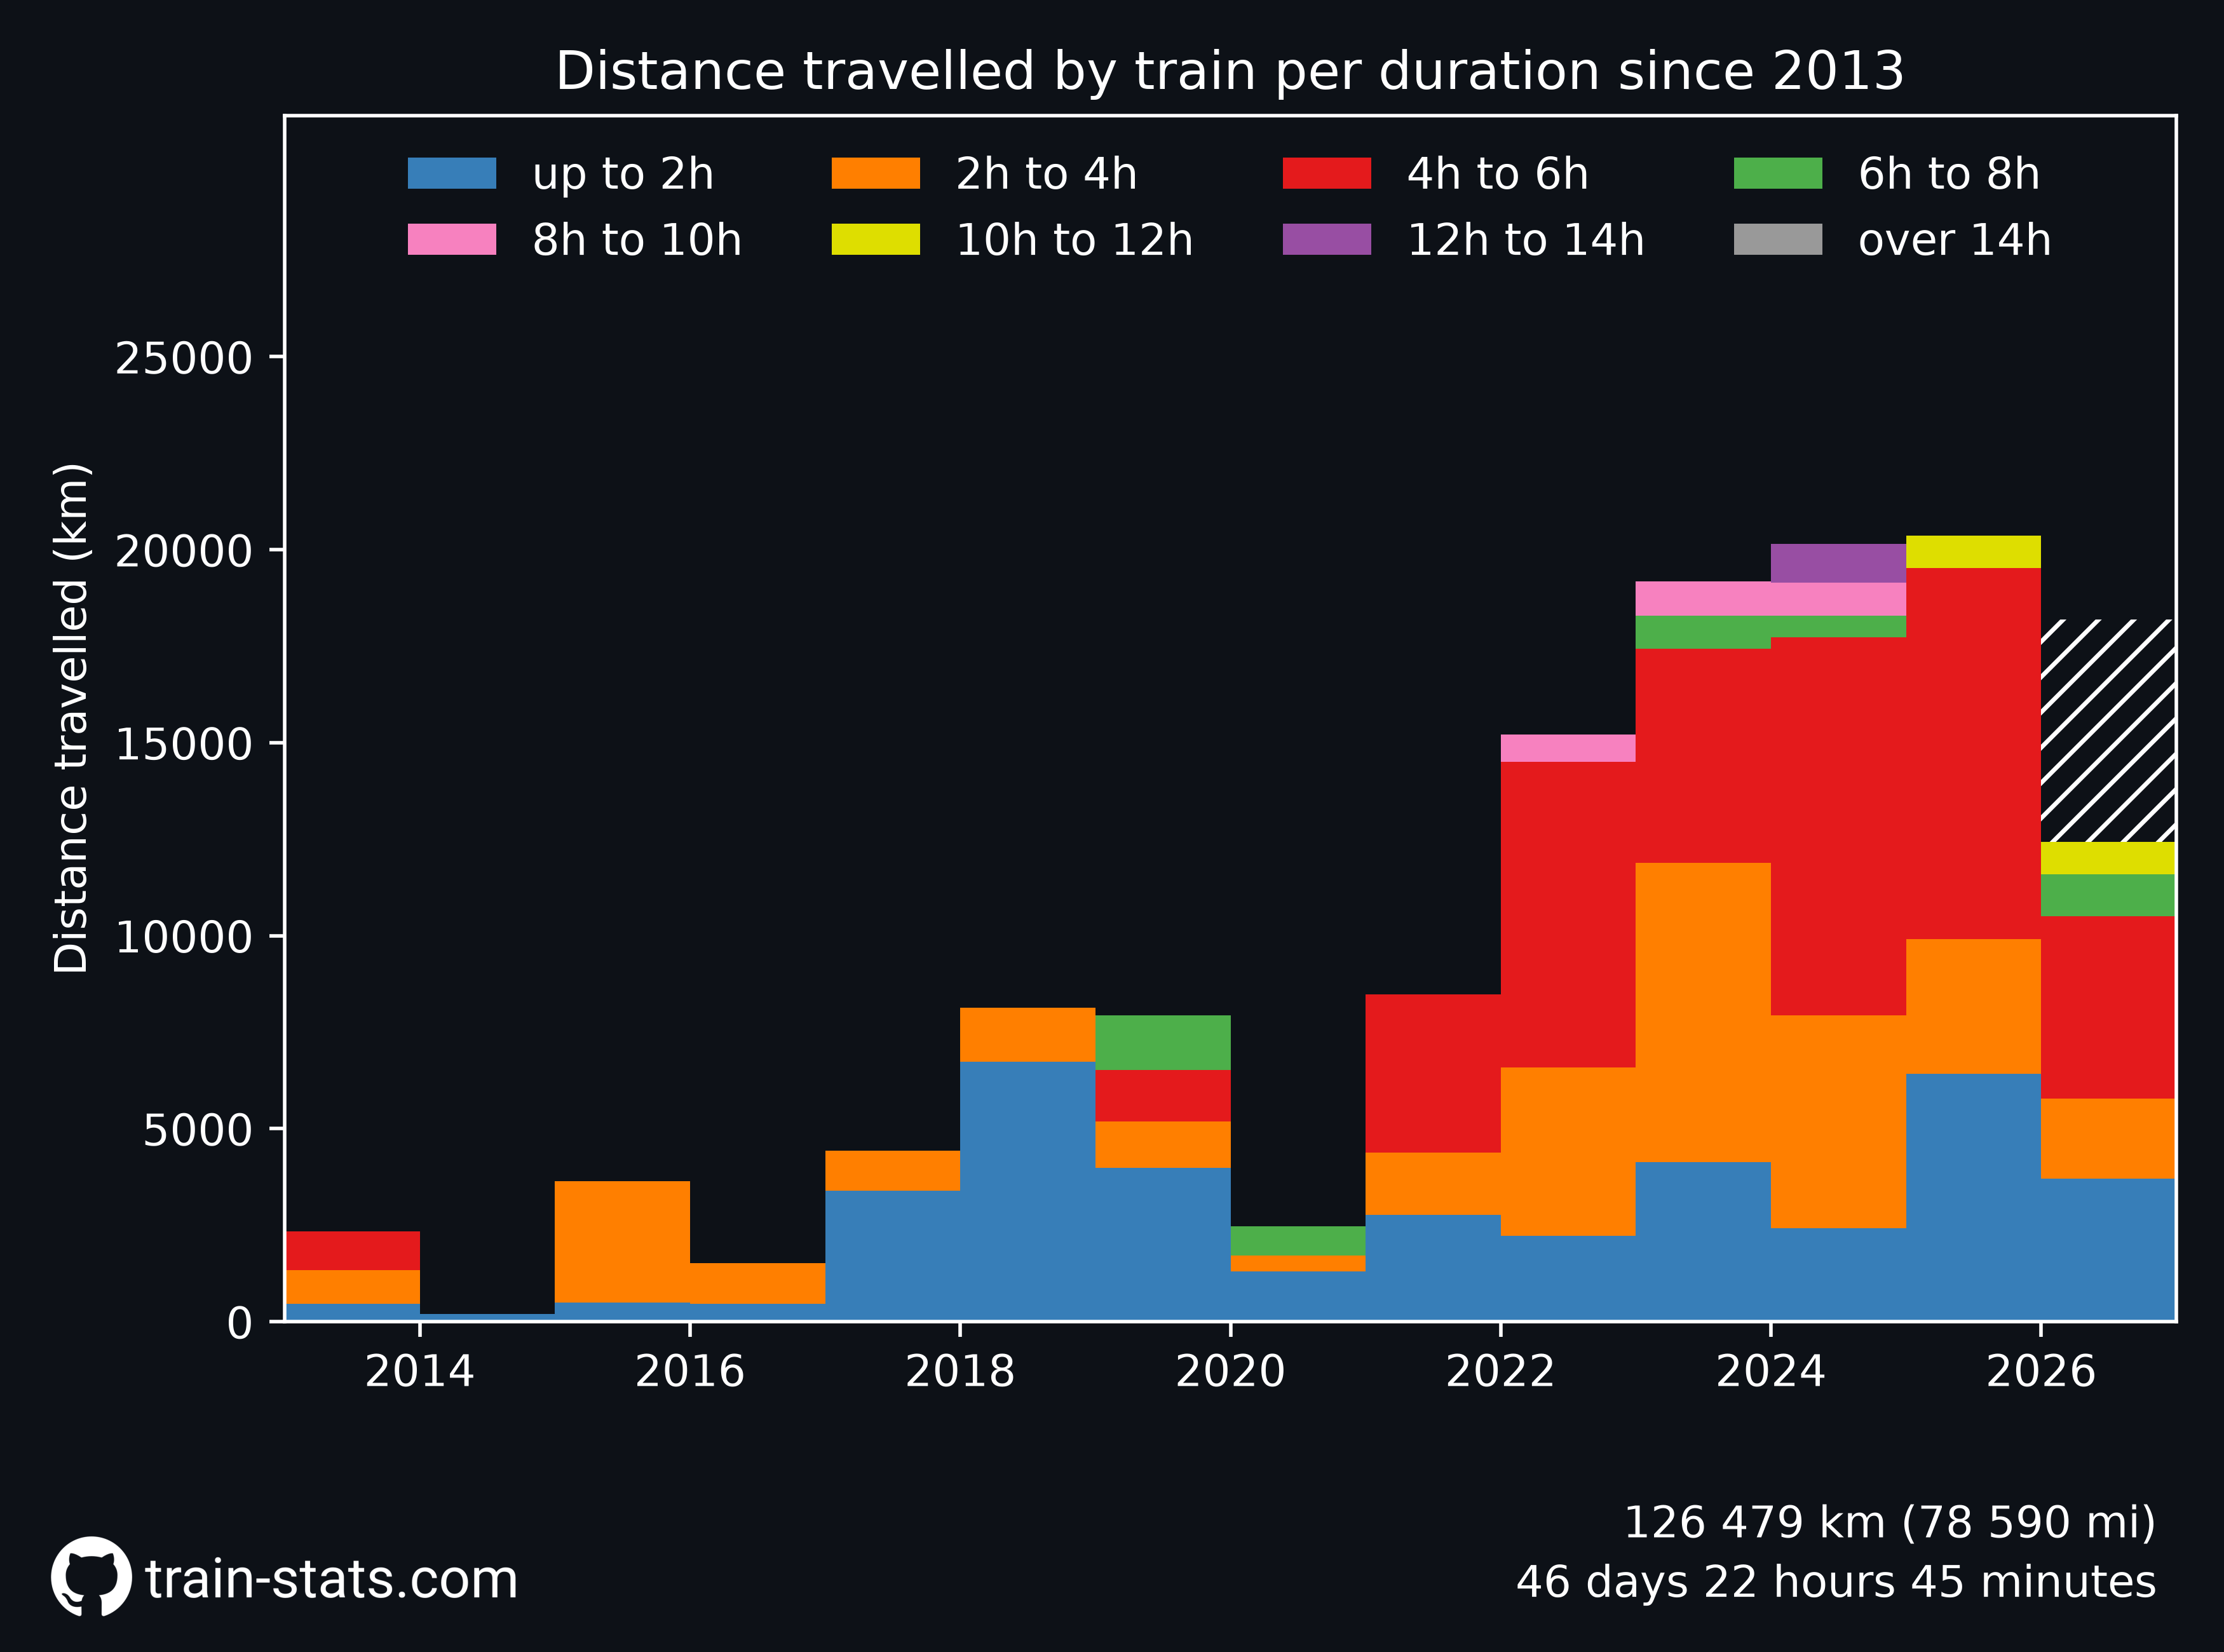 Distance travelled by train per duration since 2013
up to 2h
2h to 4h
4h to 6h
6h to 8h
8h to 10h
10h to 12h
12h to 14h
over 14h
Distance travelled (km)
25000
20000
15000
10000
5000
0
2014
2016
2018
2020
2022
2024
2026
126 479 km (78 590 mi)
46 days 22 hours 45 minutes
train-stats.com